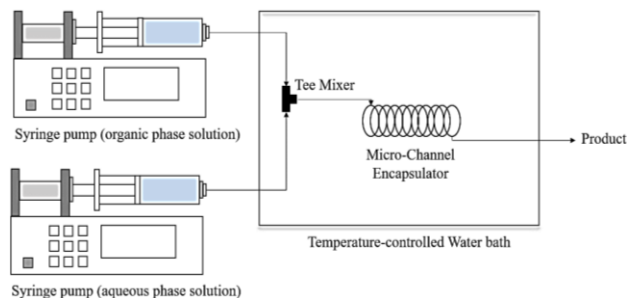 Tee Mixer
Syringe pump (organic phase solution)
Micro-Channel
Encapsulator
Product
Temperature-controlled Water bath
Syringe pump (aqueous phase solution)